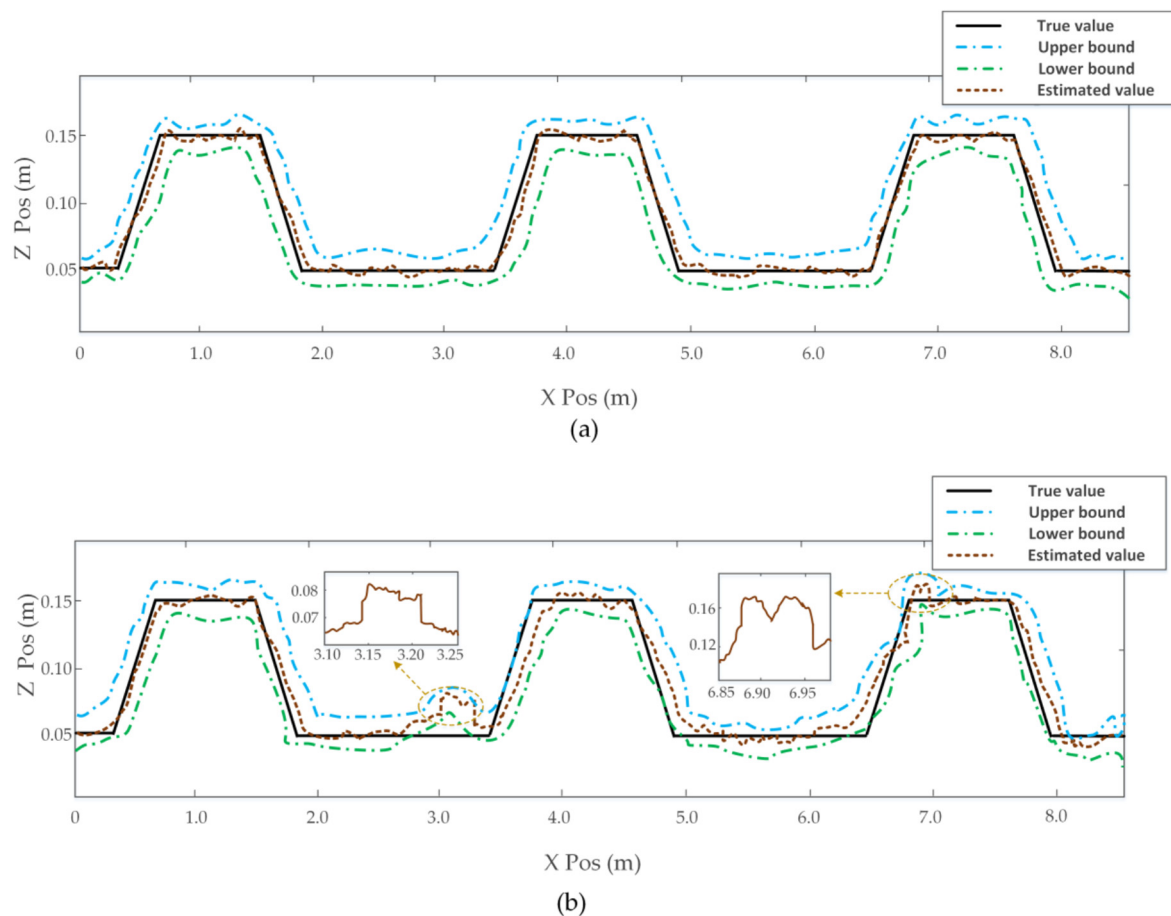 True value
Upper bound
Lower bound
Estimated value
Z Pos (m)
0.15
0.10
0.05
0 1.0 2.0 3.0 4.0 5.0 6.0 7.0 8.0
X Pos (m)
(a)
True value
Upper bound
Lower bound
Estimated value
Z Pos (m)
0.15
0.10
0.05
0.08
0.07
3.10 3.15 3.20 3.25
0.16
0.12
6.85 6.90 6.95
0 1.0 2.0 3.0 4.0 5.0 6.0 7.0 8.0
X Pos (m)
(b)